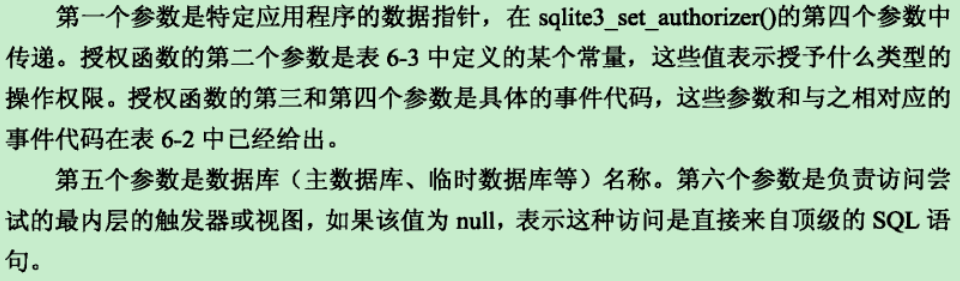 第一个参数是特定应用程序的数据指针，在 sqlite3_set_authorizer()的第四个参数中
传递。授权函数的第二个参数是表 6-3 中定义的某个常量，这些值表示授予什么类型的
操作权限。授权函数的第三和第四个参数是具体的事件代码，这些参数和与之相对应的
事件代码在表 6-2 中已经给出。
第五个参数是数据库（主数据库、临时数据库等）名称。第六个参数是负责访问尝
试的最内层的触发器或视图，如果该值为 null，表示这种访问是直接来自顶级的 SQL 语
句。